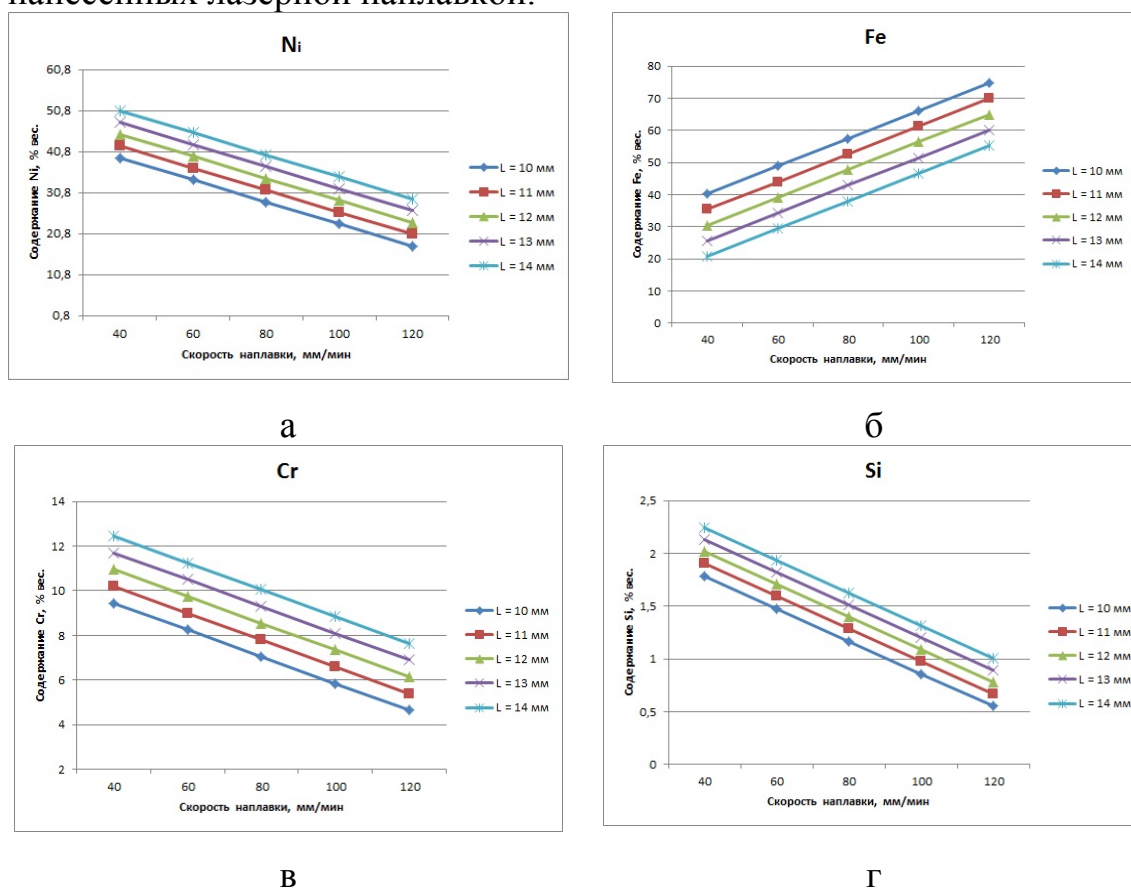 нанесенных лазерной наплавкой.
Ni
60,8
50,8
40,8
30,8
20,8
10,8
0,8
Содержание Ni, % вес.
40 60 80 100 120
Скорость наплавки, мм/мин
L = 10 мм
L = 11 мм
L = 12 мм
L = 13 мм
L = 14 мм
Fe
80
70
60
50
40
30
20
10
0
Содержание Fe, % вес.
40 60 80 100 120
Скорость наплавки, мм/мин
L = 10 мм
L = 11 мм
L = 12 мм
L = 13 мм
L = 14 мм
а
б
Cr
14
12
10
8
6
4
2
Содержание Cr, % вес.
40 60 80 100 120
Скорость наплавки, мм/мин
L = 10 мм
L = 11 мм
L = 12 мм
L = 13 мм
L = 14 мм
Si
2,5
2
1,5
1
0,5
0
Содержание Si, % вес.
40 60 80 100 120
Скорость наплавки, мм/мин
L = 10 мм
L = 11 мм
L = 12 мм
L = 13 мм
L = 14 мм
в
г